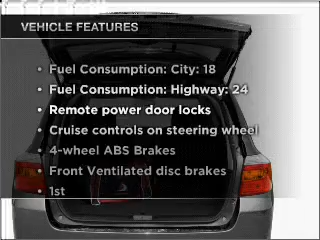 VEHICLE FEATURES
• Fuel Consumption: City: 18
• Fuel Consumption: Highway: 24
• Remote power door locks
• Cruise controls on steering wheel
• 4-wheel ABS Brakes
• Front Ventilated disc brakes
• 1st